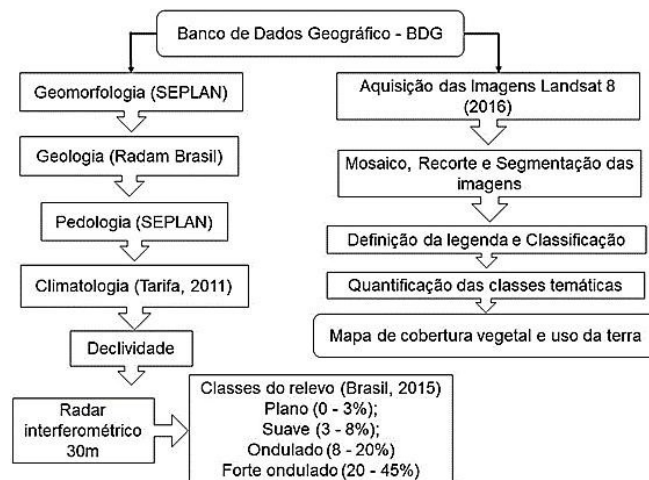 Banco de Dados Geográfico - BDG
Geomorfologia (SEPLAN)
Geologia (Radam Brasil)
Pedologia (SEPLAN)
Climatologia (Tarifa, 2011)
Declividade
Radar
interferométrico
30m
Classes do relevo (Brasil, 2015)
Plano (0 - 3%);
Suave (3 - 8%);
Ondulado (8 - 20%)
Forte ondulado (20 - 45%)
Aquisição das Imagens Landsat 8
(2016)
Mosaico, Recorte e Segmentação das
imagens
Definição da legenda e Classificação
Quantificação das classes temáticas
Mapa de cobertura vegetal e uso da terra